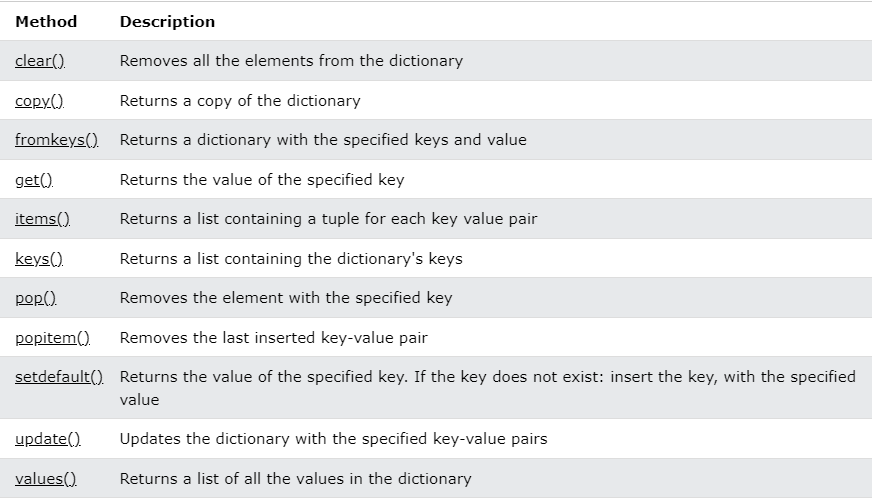 Method Description
clear() Removes all the elements from the dictionary
copy() Returns a copy of the dictionary
fromkeys() Returns a dictionary with the specified keys and value
get() Returns the value of the specified key
items() Returns a list containing a tuple for each key value pair
keys() Returns a list containing the dictionary's keys
pop() Removes the element with the specified key
popitem() Removes the last inserted key-value pair
setdefault() Returns the value of the specified key. If the key does not exist: insert the key, with the specified
value
update() Updates the dictionary with the specified key-value pairs
values() Returns a list of all the values in the dictionary